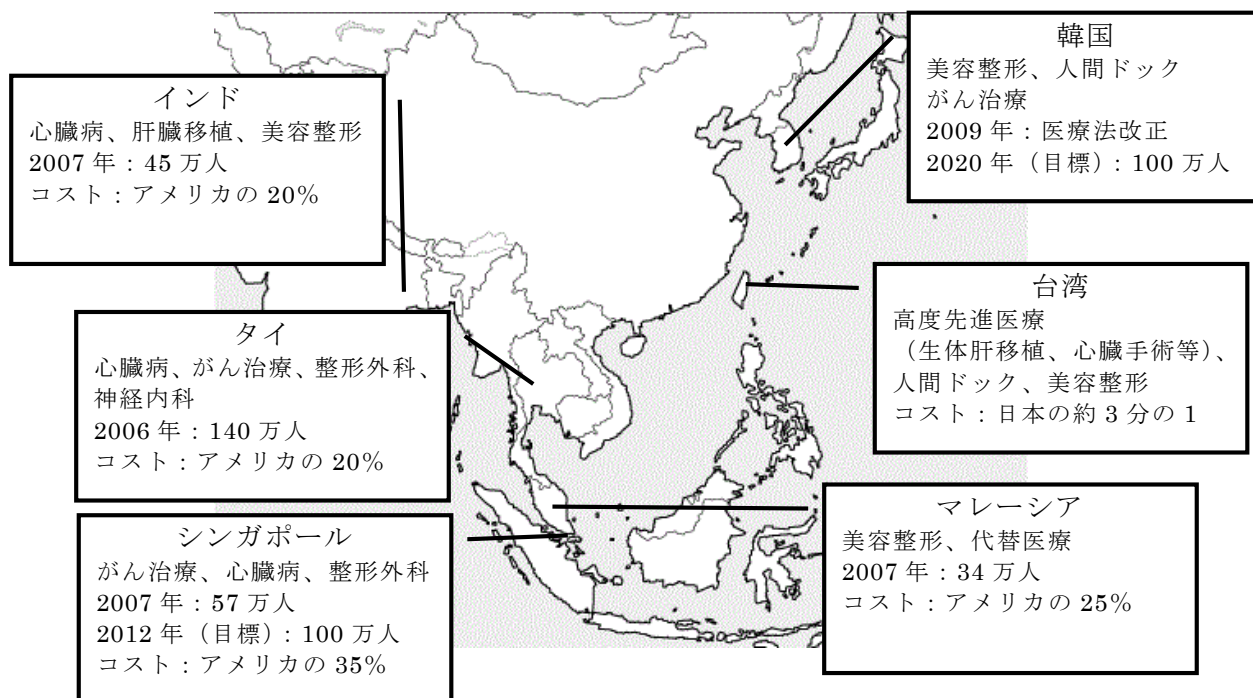 インド
心臓病、肝臓移植、美容整形
2007 年：45 万人
コスト：アメリカの 20%
タイ
心臓病、がん治療、整形外科、
神経内科
2006 年：140 万人
コスト：アメリカの 20%
シンガポール
がん治療、心臓病、整形外科
2007 年：57 万人
2012 年（目標）：100 万人
コスト：アメリカの 35%
韓国
美容整形、人間ドック
がん治療
2009 年：医療法改正
2020 年（目標）：100 万人
台湾
高度先進医療
（生体肝移植、心臓手術等）、
人間ドック、美容整形
コスト：日本の約 3 分の 1
マレーシア
美容整形、代替医療
2007 年：34 万人
コスト：アメリカの 25%